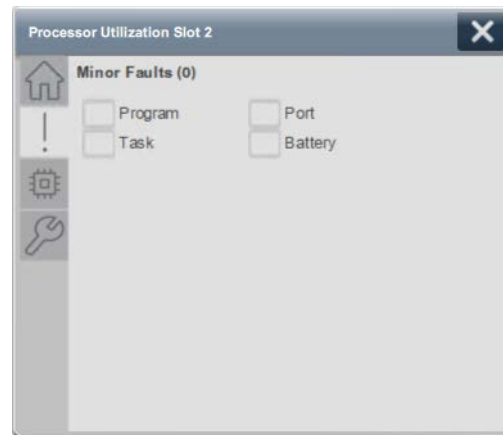 Processor Utilization Slot 2
Minor Faults (0)
Program Port
Task Battery